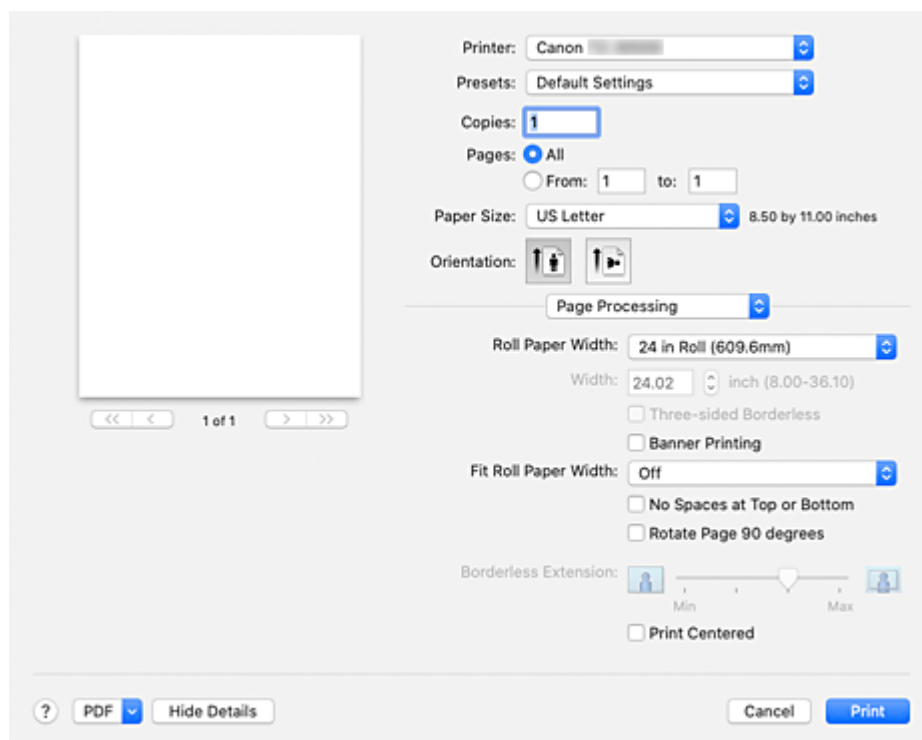 Printer: Canon
Presets: Default Settings
Copies: 1
Pages: All
From: 1 to: 1
Paper Size: US Letter 8.50 by 11.00 inches
Orientation:
Page Processing
Roll Paper Width: 24 in Roll (609.6mm)
Width: 24.02 inch (8.00-36.10)
Three-sided Borderless
1 of 1
Banner Printing
Fit Roll Paper Width: Off
No Spaces at Top or Bottom
Rotate Page 90 degrees
Borderless Extension:
Min Max
Print Centered
? PDF Hide Details Cancel Print